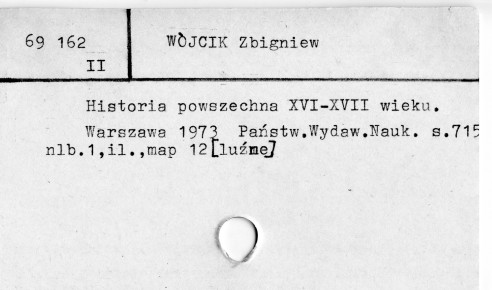 69 162
II
WÒJCIK Zbigniew
Historia powszechna XVI-XVII wieku.
Warszawa 1973 Państw.Wydaw.Nauk. s.715
nlb.1,il.,map 12[luźne]